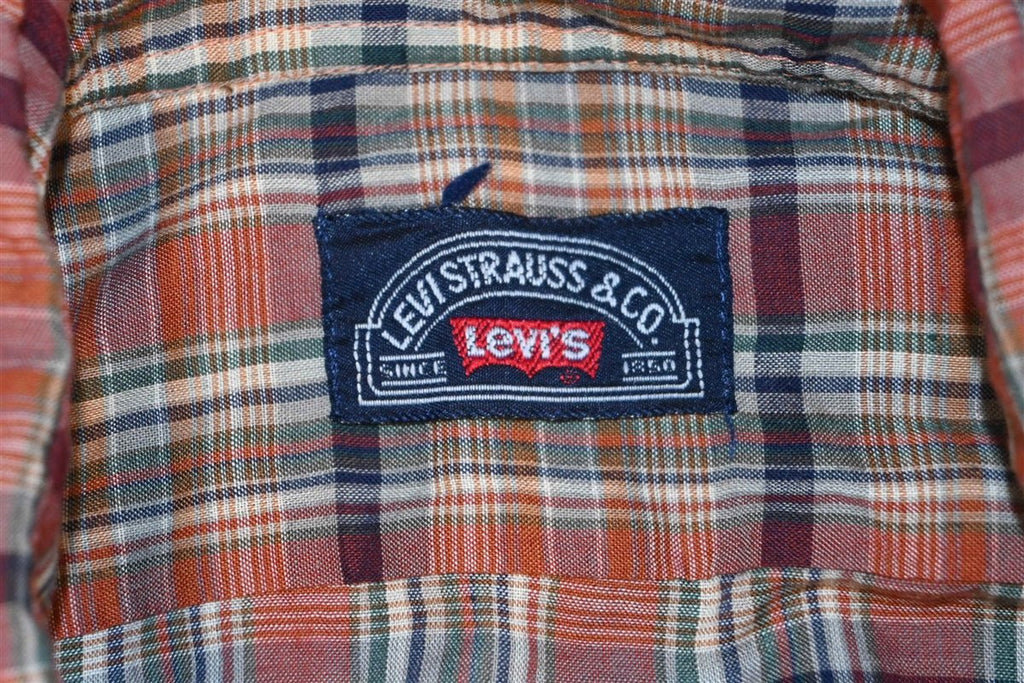 LEVI STRAUSS & CO.
Levi's
SINCE 1850